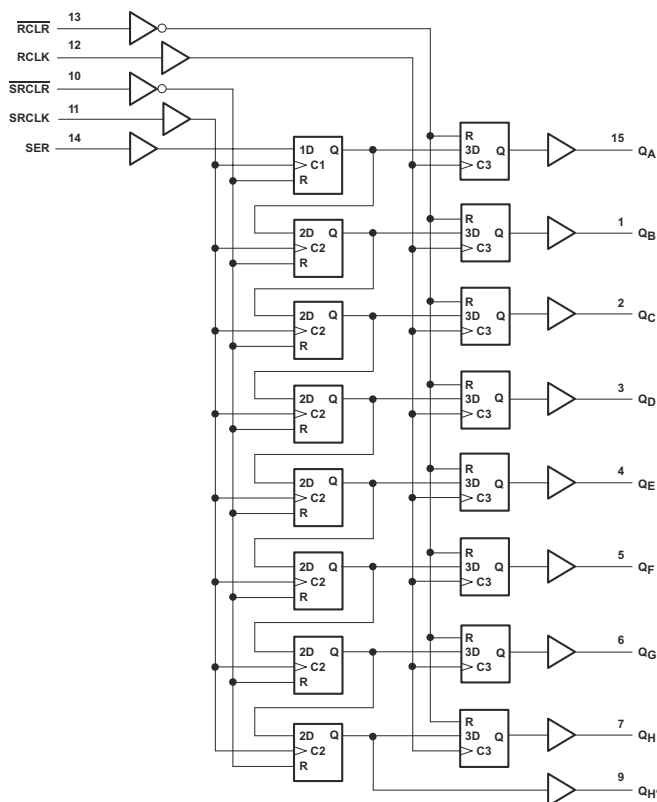 RCLR 13
RCLK 12
SRCLR 10
SRCLK 11
SER 14
1D Q
C1
R
R
3D Q
C3
15 QA
2D Q
C2
R
R
3D Q
C3
1 QB
2D Q
C2
R
R
3D Q
C3
2 QC
2D Q
C2
R
R
3D Q
C3
3 QD
2D Q
C2
R
R
3D Q
C3
4 QE
2D Q
C2
R
R
3D Q
C3
5 QF
2D Q
C2
R
R
3D Q
C3
6 QG
2D Q
C2
R
R
3D Q
C3
7 QH
9 QH'